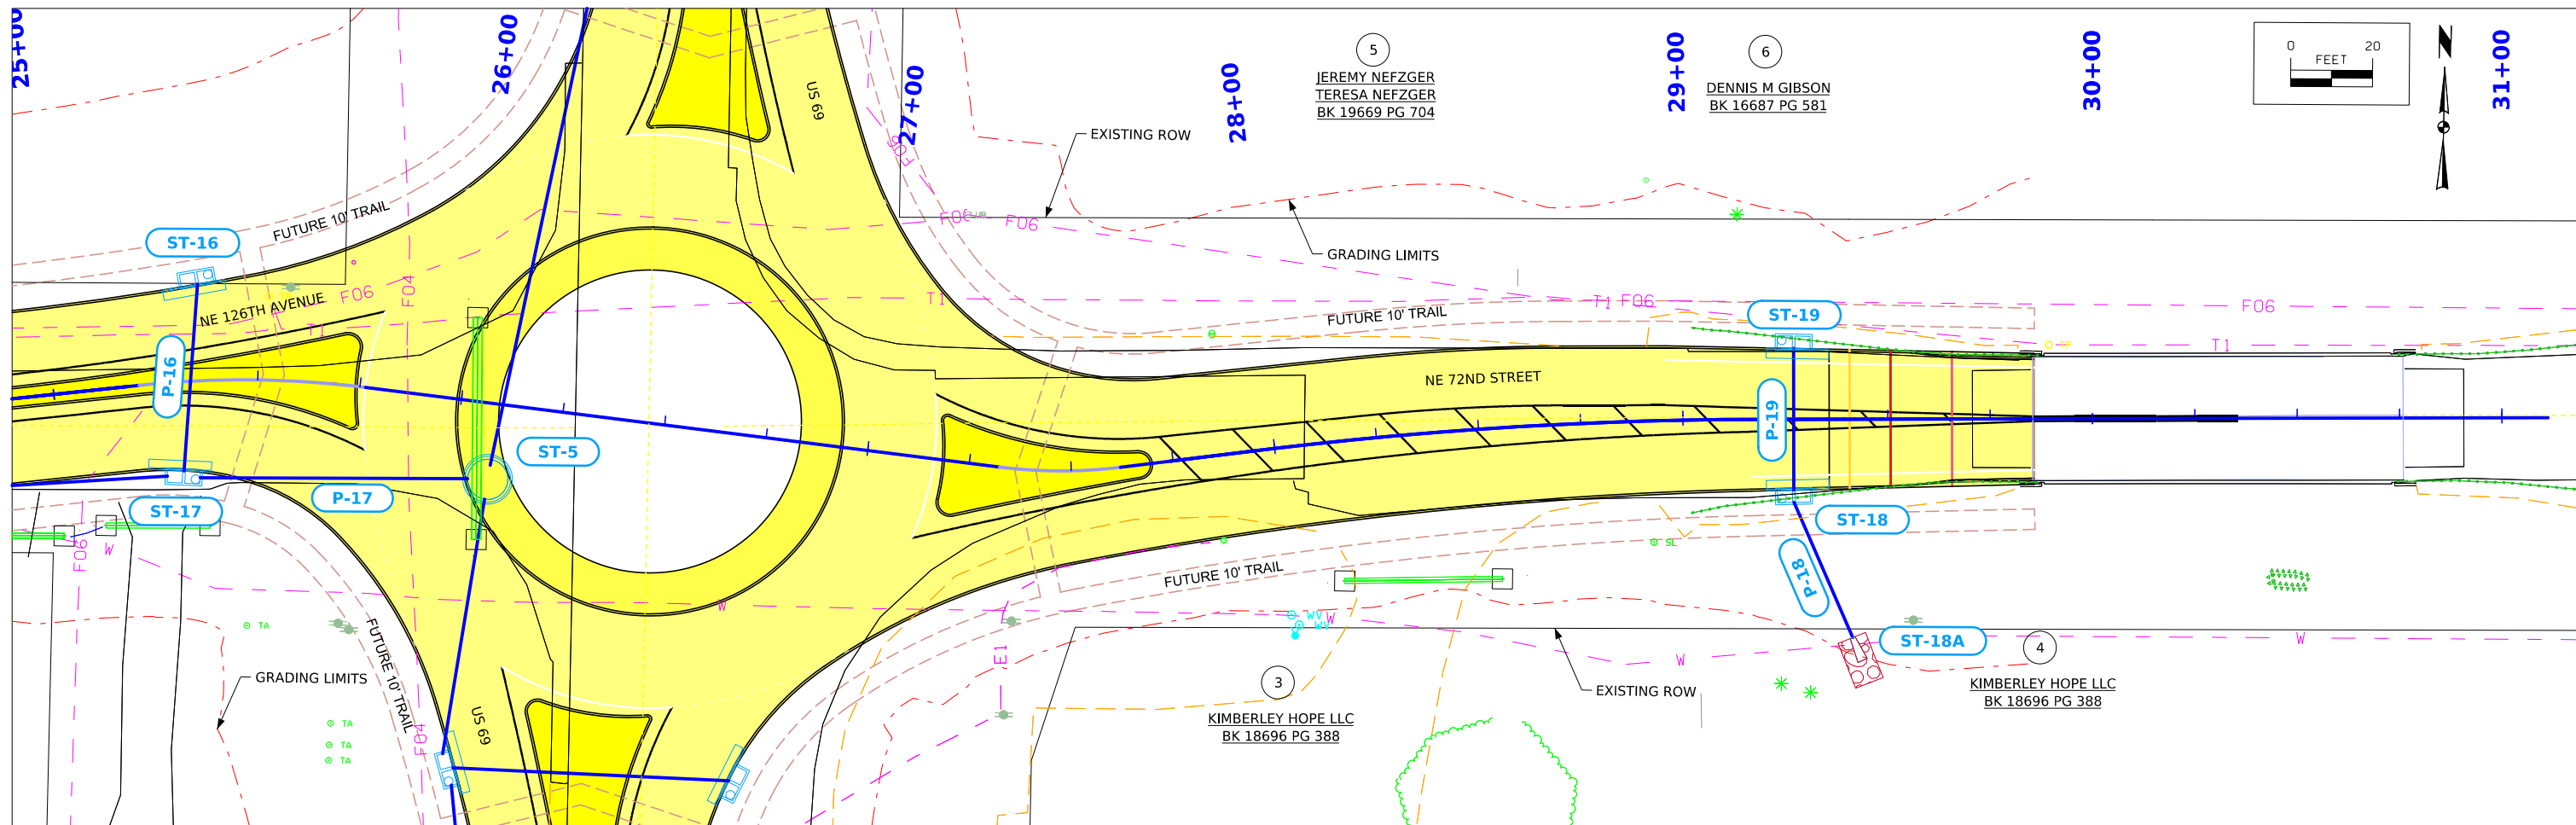 25+00
26+00
27+00
28+00
29+00
30+00
31+00
5
JEREMY NEFZGER
TERESA NEFZGER
BK 19669 PG 704
6
DENNIS M GIBSON
BK 16687 PG 581
0 20
FEET
N
US 69
EXISTING ROW
F06
F06
F06
GRADING LIMITS
FUTURE 10' TRAIL
ST-16
F04
F06
NE 126TH AVENUE
T1
T1
T1 F06
F06
FUTURE 10' TRAIL
ST-19
T1
P-16
NE 72ND STREET
P-19
ST-5
P-17
ST-17
ST-18
F06
W
SL
P-18
FUTURE 10' TRAIL
W
WV
W
WV
TA
FUTURE 10' TRAIL
E1
W
ST-18A
W
4
KIMBERLEY HOPE LLC
BK 18696 PG 388
GRADING LIMITS
3
KIMBERLEY HOPE LLC
BK 18696 PG 388
EXISTING ROW
TA
TA
TA
F04
US 69